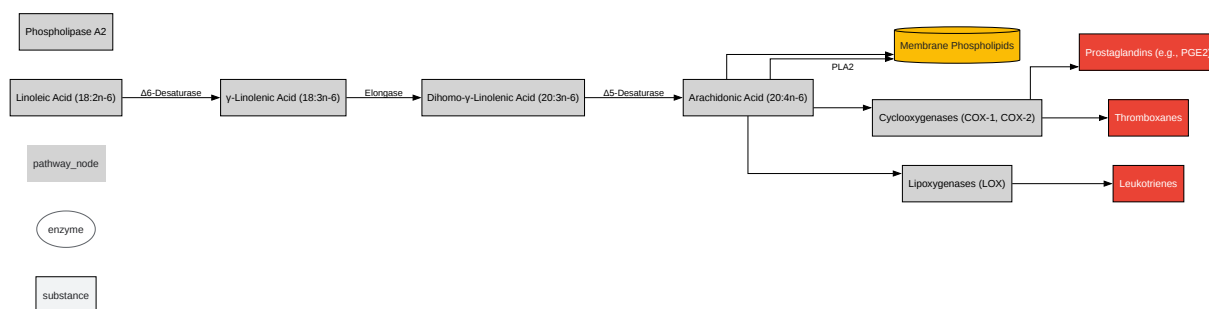 Phospholipase A2
Membrane Phospholipids
Prostaglandins (e.g., PGE2)
PLA2
Linoleic Acid (18:2n-6)
Δ6-Desaturase
γ-Linolenic Acid (18:3n-6)
Elongase
Dihomo-γ-Linolenic Acid (20:3n-6)
Δ5-Desaturase
Arachidonic Acid (20:4n-6)
Cyclooxygenases (COX-1, COX-2)
Thromboxanes
pathway_node
Lipoxygenases (LOX)
Leukotrienes
enzyme
substance